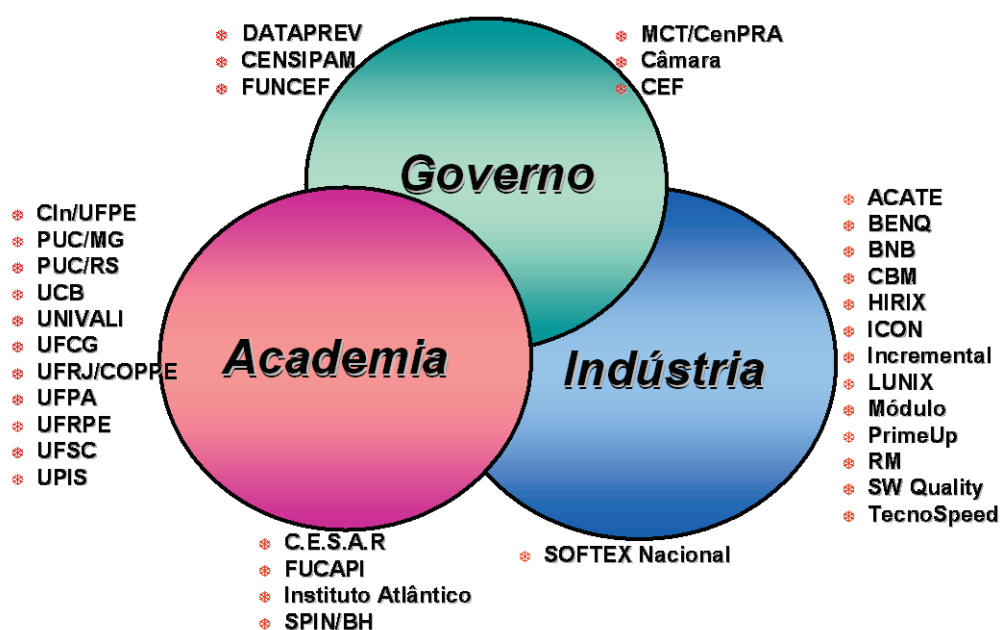 DATAPREV
CENSIPAM
FUNCEF
MCT/CenPRA
Câmara
CEF
Governo
CIn/UFPE
PUC/MG
PUC/RS
UCB
UNIVALI
UFCG
UFRJ/COPPE
UFPA
UFRPE
UFSC
UPIS
Academia
Indústria
ACATE
BENQ
BNB
CBM
HIRIX
ICON
Incremental
LUNIX
Módulo
PrimeUp
RM
SW Quality
TecnoSpeed
C.E.S.A.R
FUCAPI
Instituto Atlântico
SPIN/BH
SOFTEX Nacional